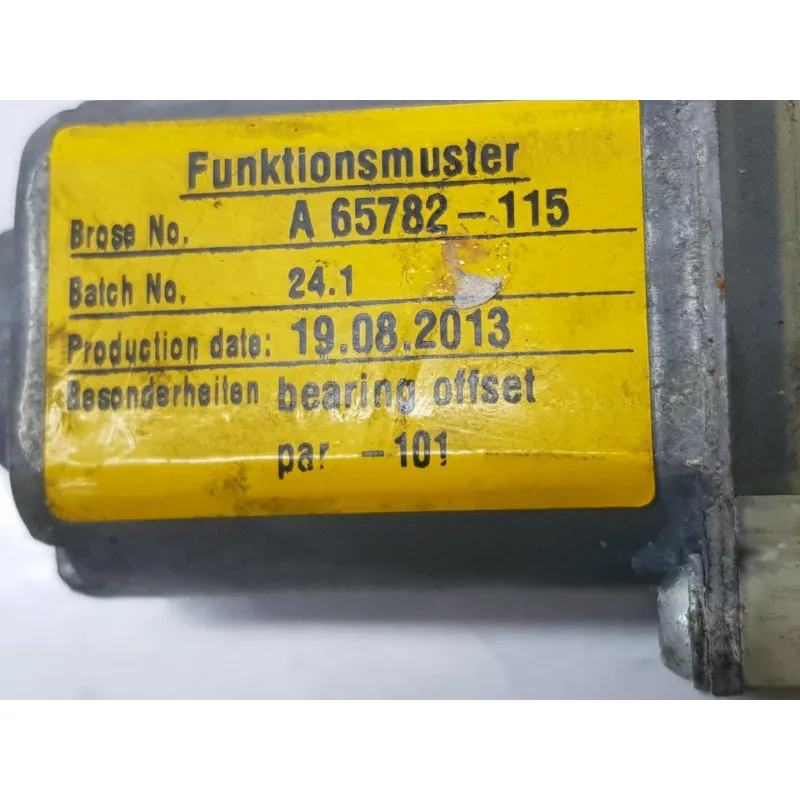 Funktionsmuster
Brose No. A 65782-115
Batch No. 24.1
Production date: 19.08.2013
Besonderheiten bearing offset
par -101